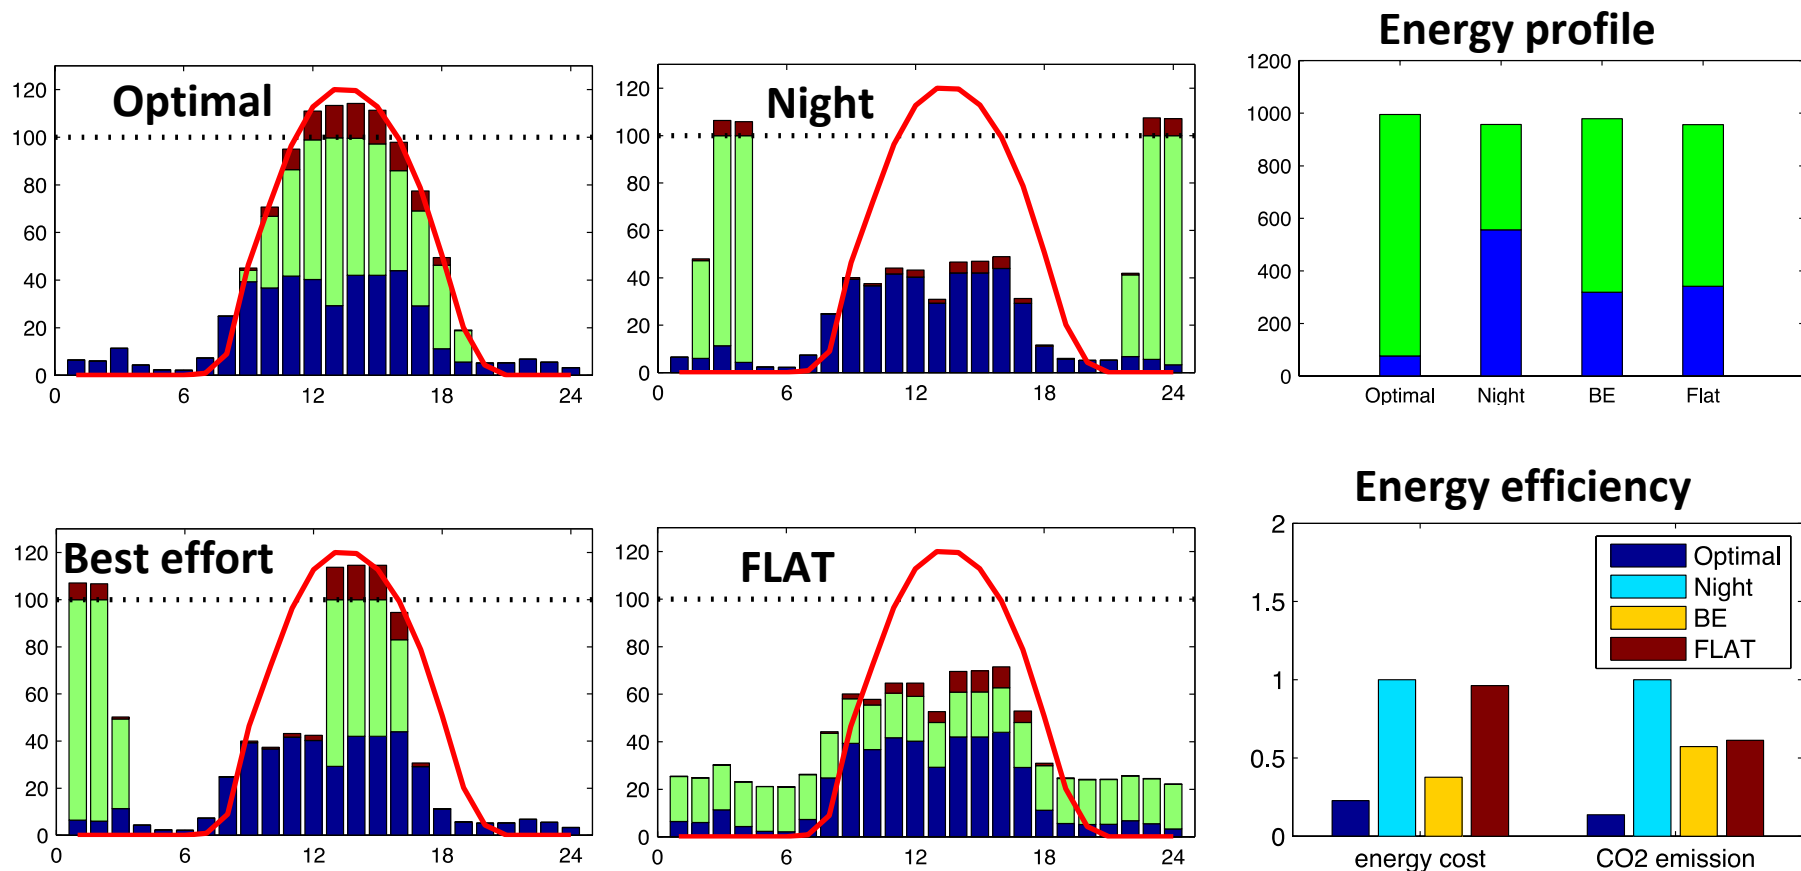 Optimal
120
100
80
60
40
20
0
0 6 12 18 24
Night
120
100
80
60
40
20
0
0 6 12 18 24
Energy profile
1200
1000
800
600
400
200
0
Optimal Night BE Flat
Best effort
120
100
80
60
40
20
0
0 6 12 18 24
FLAT
120
100
80
60
40
20
0
0 6 12 18 24
Energy efficiency
2
1.5
1
0.5
0
Optimal
Night
BE
FLAT
energy cost CO2 emission